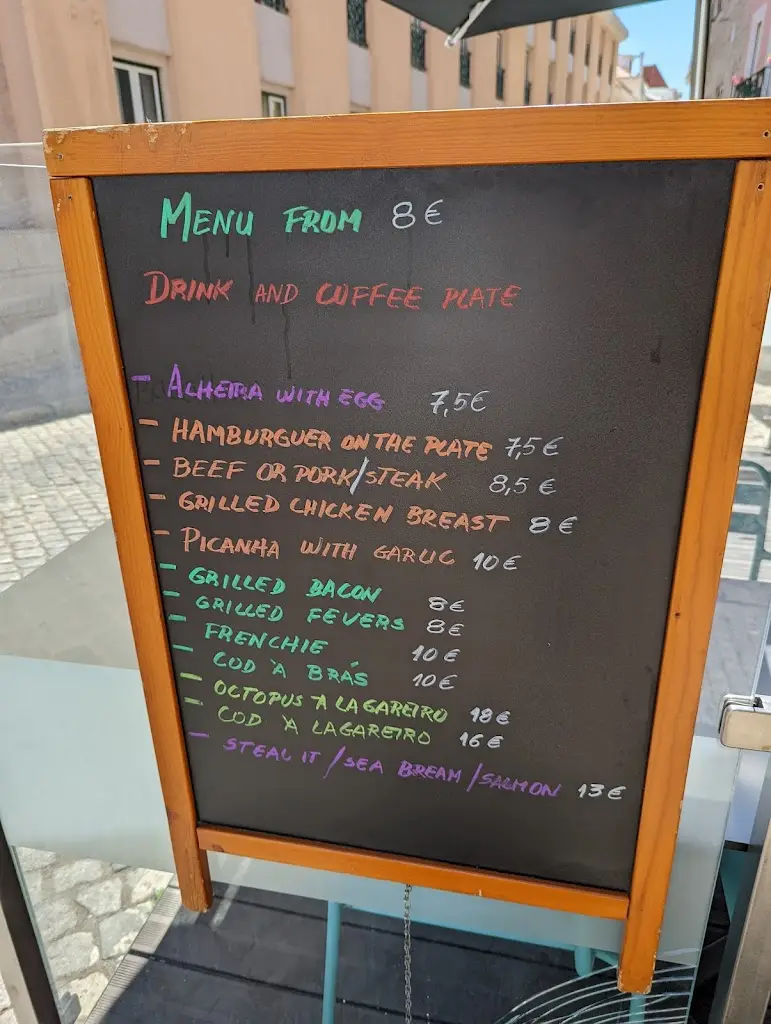 MENU FROM 8€
DRINK AND COFFEE PLATE
- ALHEIRA WITH EGG 7,5€
- HAMBURGUER ON THE PLATE 7,5€
- BEEF OR PORK/STEAK 8,5€
- GRILLED CHICKEN BREAST 8€
- PICANHA WITH GARLIC 10€
- GRILLED BACON 8€
- GRILLED FEVERS 8€
- FRENCHIE 10€
- COD À BRÁS 10€
- OCTOPUS À LAGAREIRO 18€
- COD À LAGAREIRO 16€
- STEAL IT/SEA BREAM/SALMON 13€